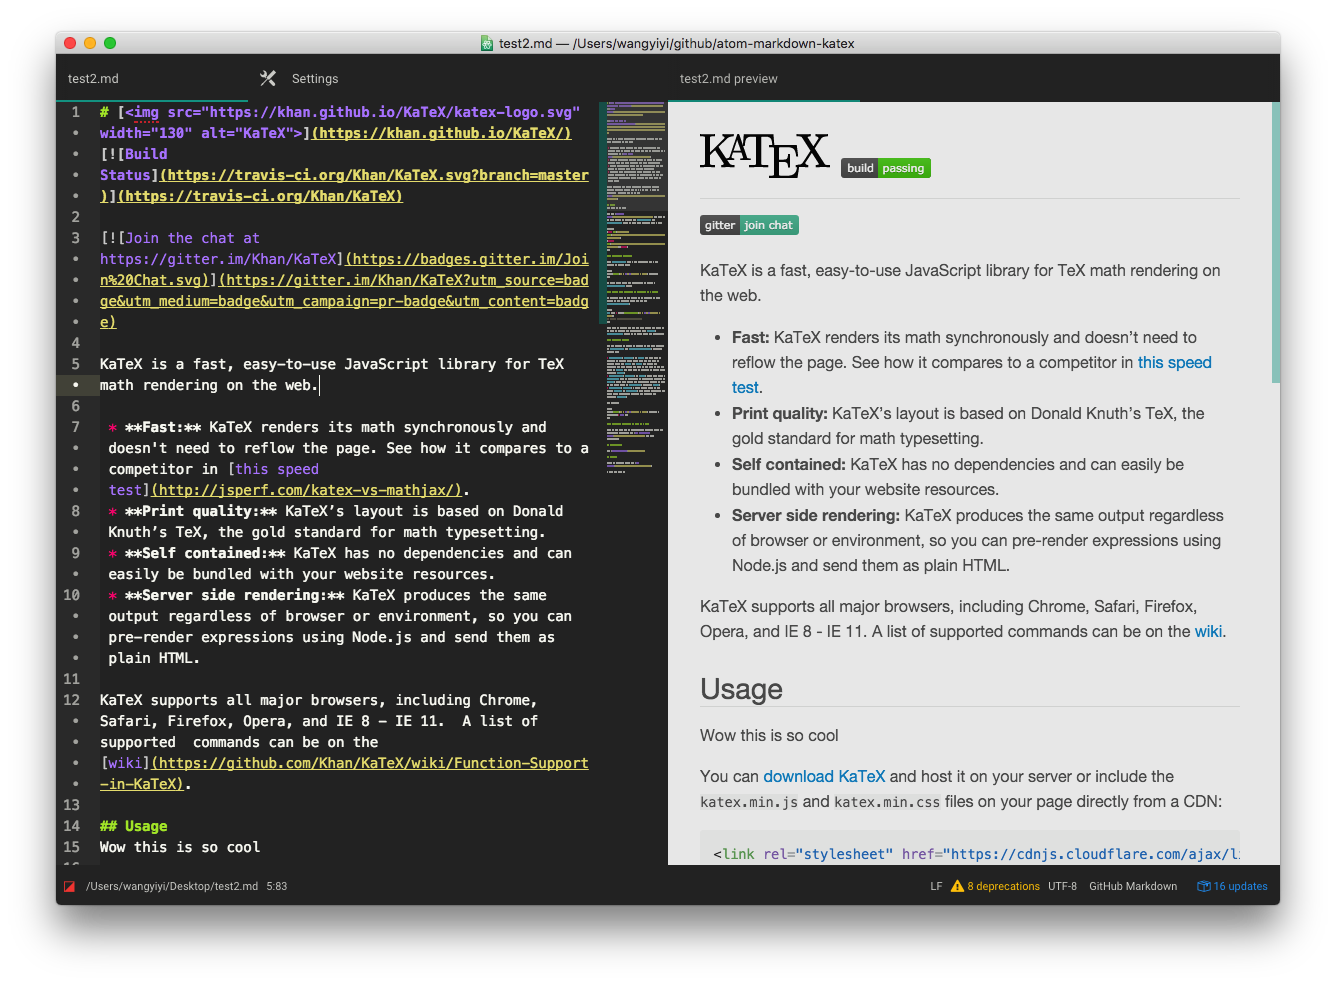 test2.md — /Users/wangyiyi/github/atom-markdown-katex
test2.md
Settings
test2.md preview
1 # [<img src="https://khan.github.io/KaTeX/katex-logo.svg"
width="130" alt="KaTeX">](https://khan.github.io/KaTeX/)
[![Build
Status](https://travis-ci.org/Khan/KaTeX.svg?branch=master
)](https://travis-ci.org/Khan/KaTeX)
2
3 [![Join the chat at
https://gitter.im/Khan/KaTeX](https://badges.gitter.im/Joi
n%20Chat.svg)](https://gitter.im/Khan/KaTeX?utm_source=bad
ge&utm_medium=badge&utm_campaign=pr-badge&utm_content=badg
e)
4
5 KaTeX is a fast, easy-to-use JavaScript library for TeX
math rendering on the web.
6
7 * **Fast:** KaTeX renders its math synchronously and
doesn't need to reflow the page. See how it compares to a
competitor in [this speed
test](http://jsperf.com/katex-vs-mathjax/).
8 * **Print quality:** KaTeX’s layout is based on Donald
Knuth’s TeX, the gold standard for math typesetting.
9 * **Self contained:** KaTeX has no dependencies and can
easily be bundled with your website resources.
10 * **Server side rendering:** KaTeX produces the same
output regardless of browser or environment, so you can
pre-render expressions using Node.js and send them as
plain HTML.
11
12 KaTeX supports all major browsers, including Chrome,
Safari, Firefox, Opera, and IE 8 - IE 11.  A list of
supported  commands can be on the
[wiki](https://github.com/Khan/KaTeX/wiki/Function-Support
-in-KaTeX).
13
14 ## Usage
15 Wow this is so cool
KATEX build passing
gitter join chat
KaTeX is a fast, easy-to-use JavaScript library for TeX math rendering on
the web.
• Fast: KaTeX renders its math synchronously and doesn’t need to
reflow the page. See how it compares to a competitor in this speed
test.
• Print quality: KaTeX’s layout is based on Donald Knuth’s TeX, the
gold standard for math typesetting.
• Self contained: KaTeX has no dependencies and can easily be
bundled with your website resources.
• Server side rendering: KaTeX produces the same output regardless
of browser or environment, so you can pre-render expressions using
Node.js and send them as plain HTML.
KaTeX supports all major browsers, including Chrome, Safari, Firefox,
Opera, and IE 8 - IE 11. A list of supported commands can be on the wiki.
Usage
Wow this is so cool
You can download KaTeX and host it on your server or include the
katex.min.js and katex.min.css files on your page directly from a CDN:
<link rel="stylesheet" href="https://cdnjs.cloudflare.com/ajax/li
/Users/wangyiyi/Desktop/test2.md 5:83
LF 8 deprecations UTF-8 GitHub Markdown 16 updates